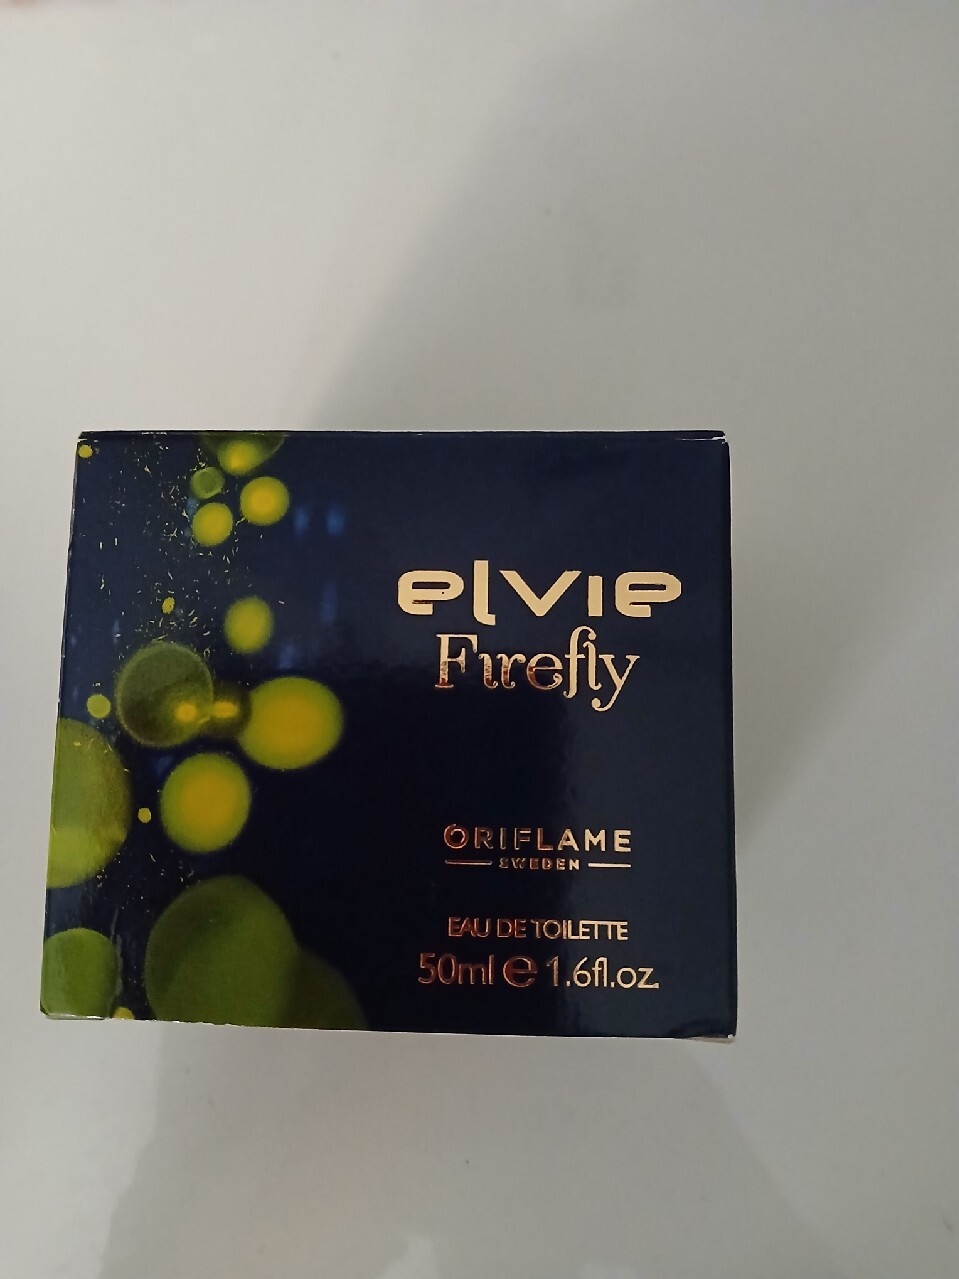 elvie
Firefly
ORIFLAME
SWEDEN
EAU DE TOILETTE
50ml e 1.6fl.oz.